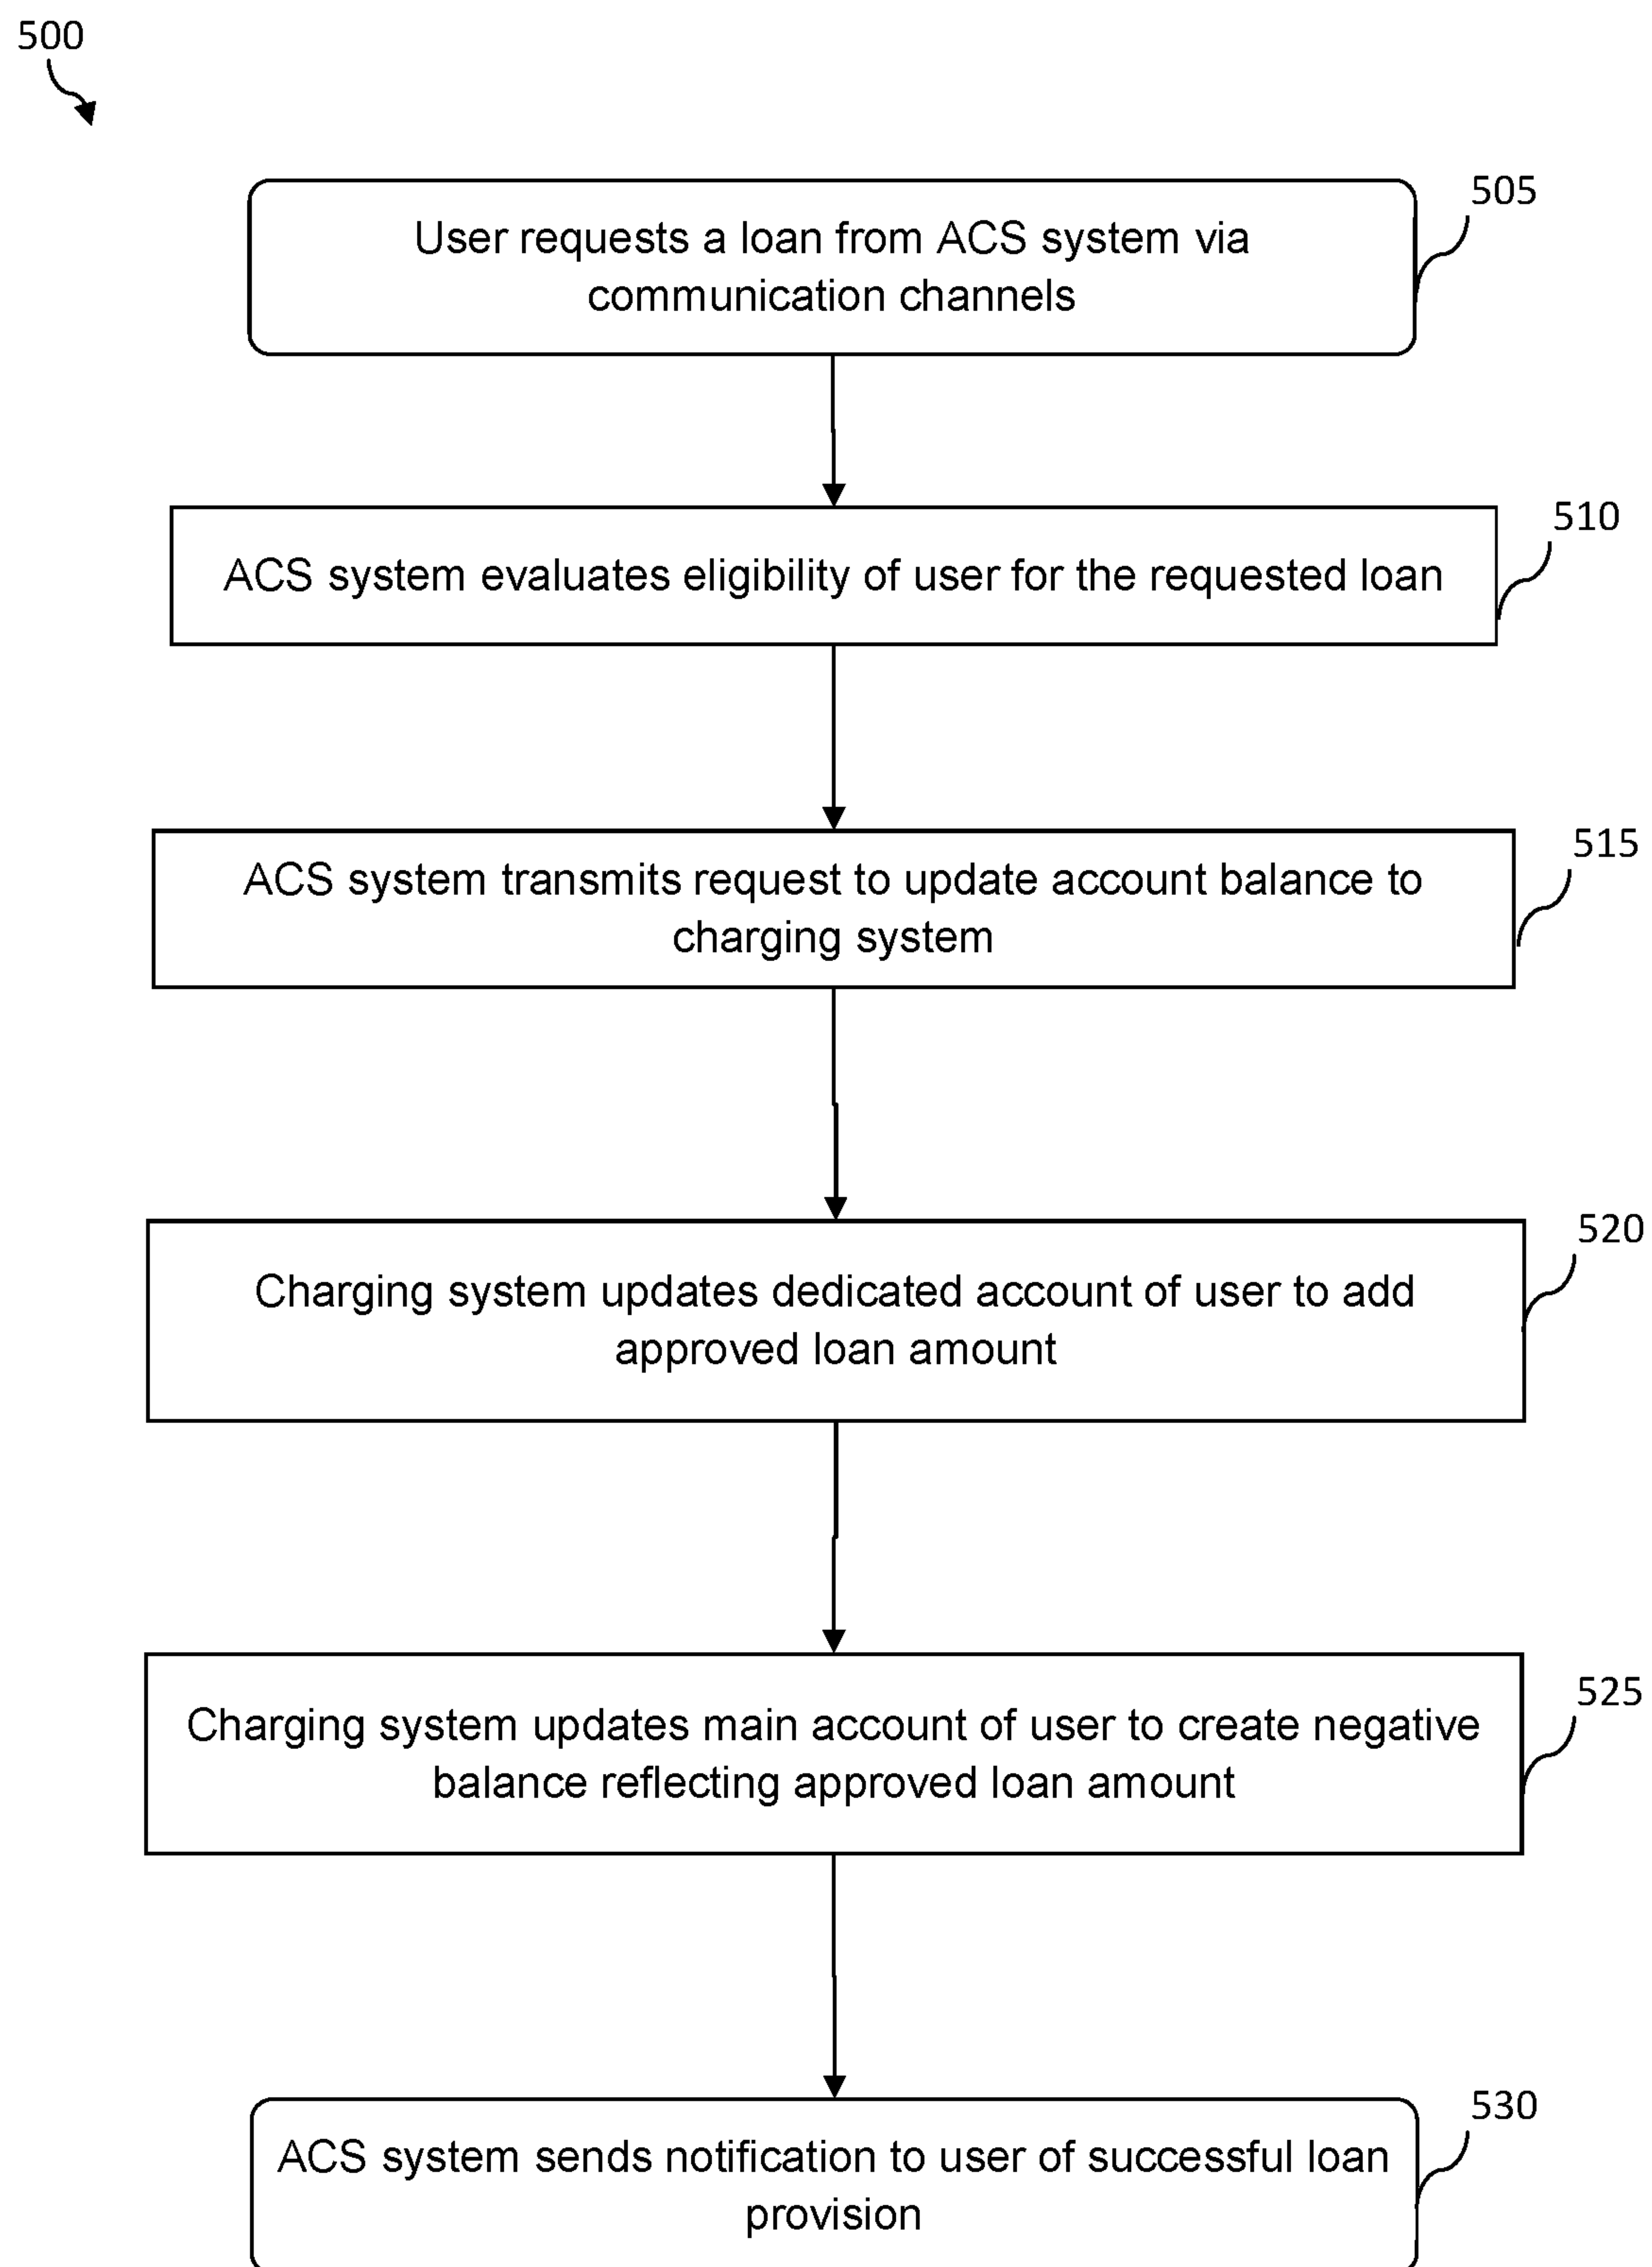 500
505
User requests a loan from ACS system via
communication channels
510
ACS system evaluates eligibility of user for the requested loan
515
ACS system transmits request to update account balance to
charging system
520
Charging system updates dedicated account of user to add
approved loan amount
525
Charging system updates main account of user to create negative
balance reflecting approved loan amount
530
ACS system sends notification to user of successful loan
provision